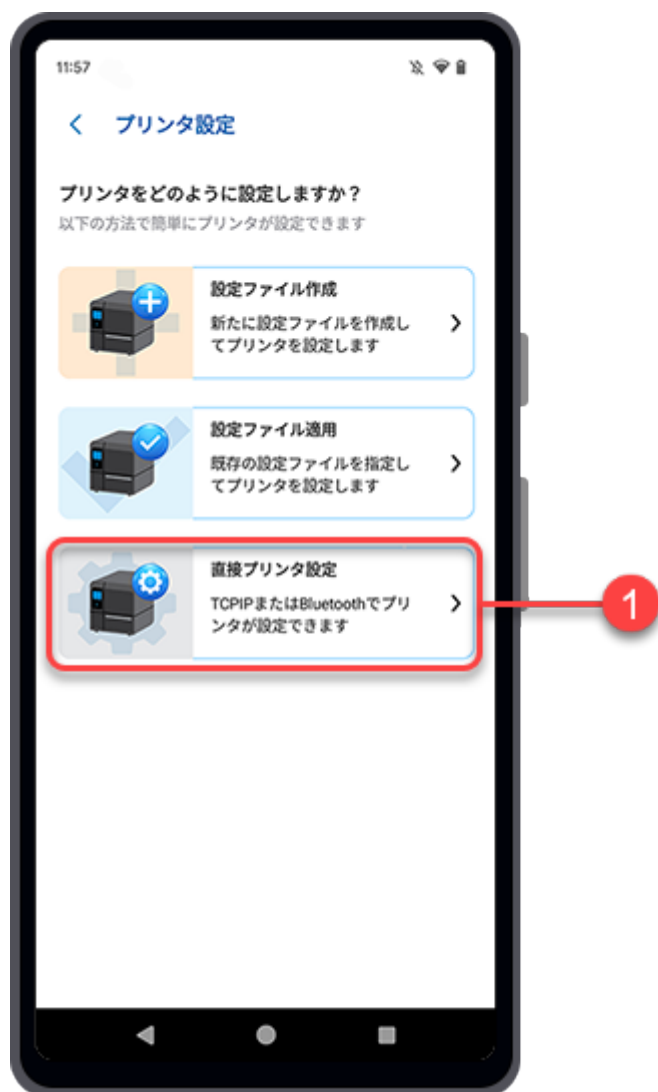 11:57
プリンタ設定
プリンタをどのように設定しますか？
以下の方法で簡単にプリンタが設定できます
設定ファイル作成
新たに設定ファイルを作成し
てプリンタを設定します
設定ファイル適用
既存の設定ファイルを指定し
てプリンタを設定します
直接プリンタ設定
TCPIPまたはBluetoothでプリ
ンタが設定できます
1